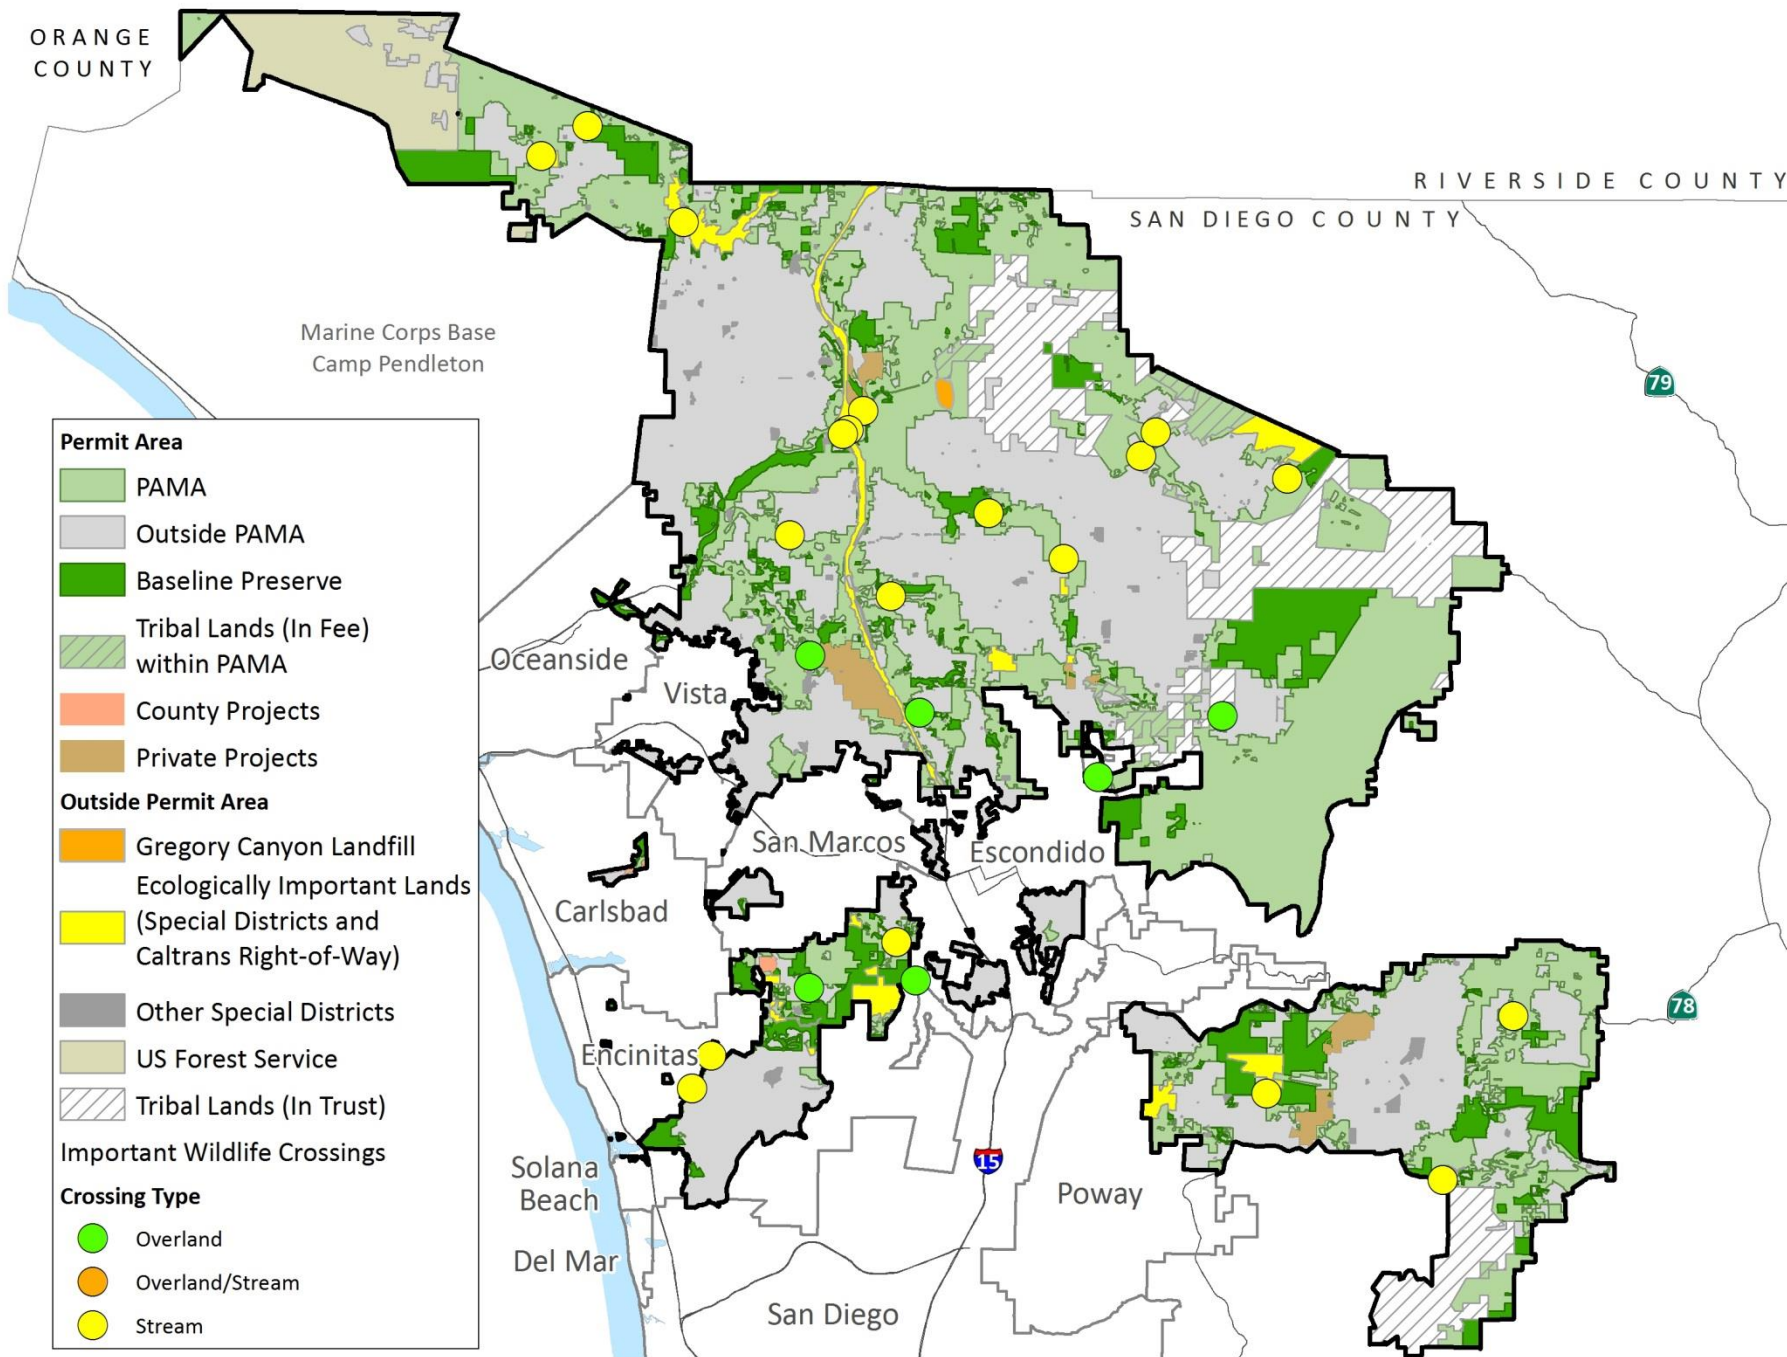 ORANGE
COUNTY
RIVERSIDE COUNTY
SAN DIEGO COUNTY
Marine Corps Base
Camp Pendleton
79
Permit Area
PAMA
Outside PAMA
Baseline Preserve
Tribal Lands (In Fee)
within PAMA
County Projects
Private Projects
Outside Permit Area
Gregory Canyon Landfill
Ecologically Important Lands
(Special Districts and
Caltrans Right-of-Way)
Other Special Districts
US Forest Service
Tribal Lands (In Trust)
Important Wildlife Crossings
Crossing Type
Overland
Overland/Stream
Stream
Oceanside
Vista
San Marcos
Escondido
Carlsbad
78
Encinitas
15
Solana
Beach
Poway
Del Mar
San Diego